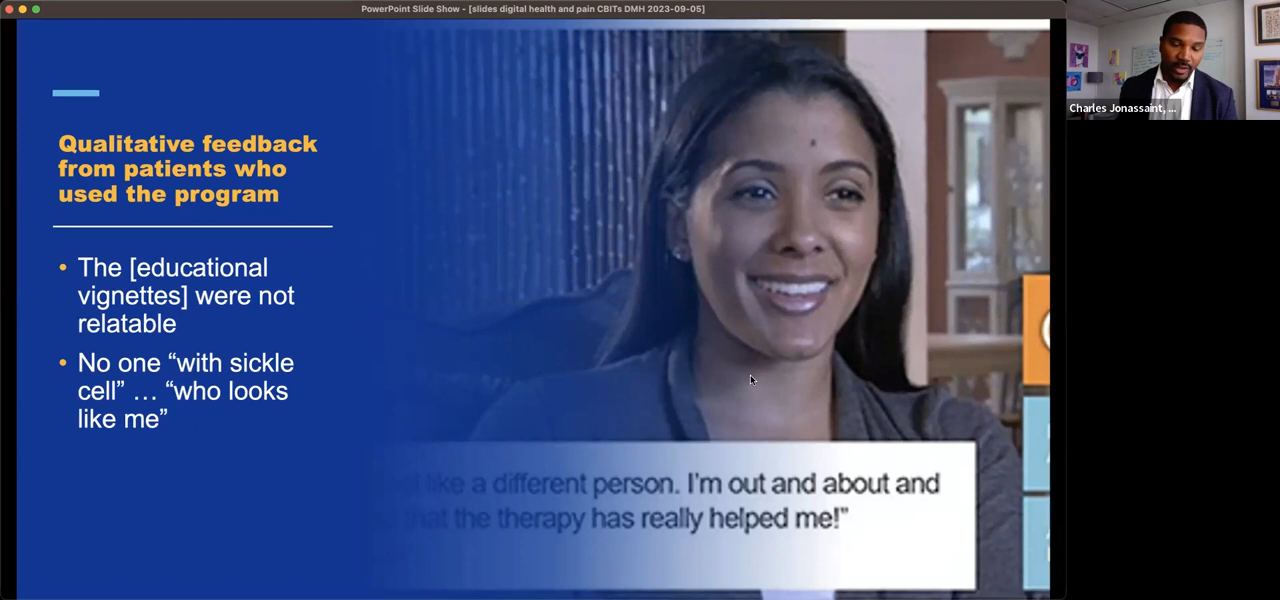 PowerPoint Slide Show - [slides digital health and pain CBITs DMH 2023-09-05]
Charles Jonassaint, ...
Qualitative feedback
from patients who
used the program
• The [educational
vignettes] were not
relatable
• No one “with sickle
cell” … “who looks
like me”
like a different person. I'm out and about and
that the therapy has really helped me!”